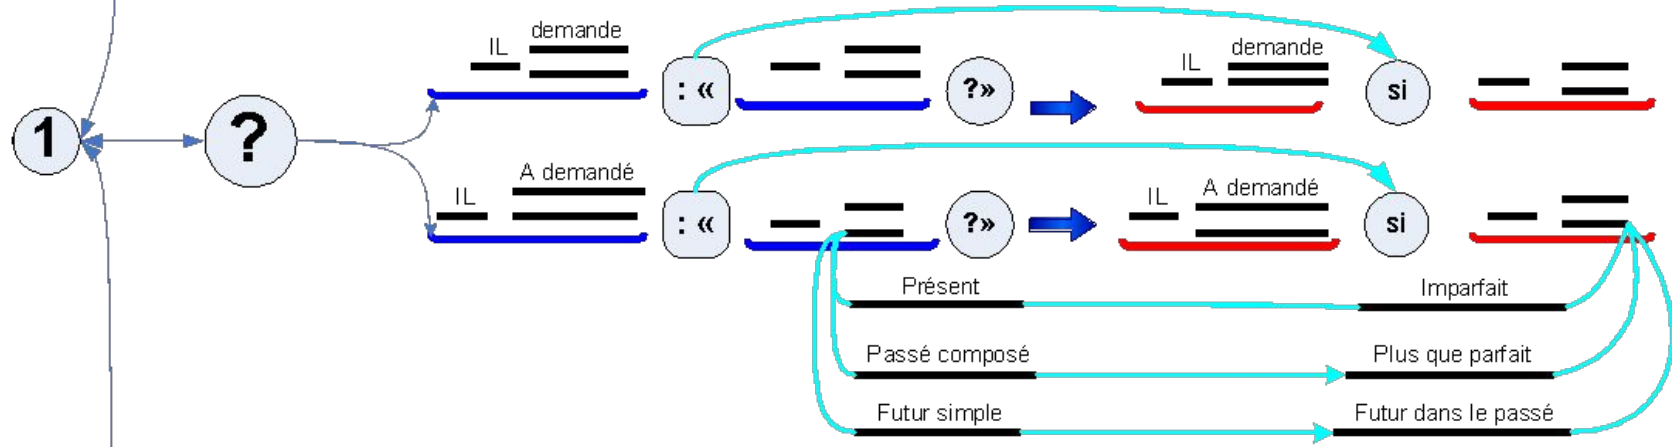 IL demande : « ?» IL demande si
1 ?
IL A demandé : « ?» IL A demandé si
Présent Imparfait
Passé composé Plus que parfait
Futur simple Futur dans le passé